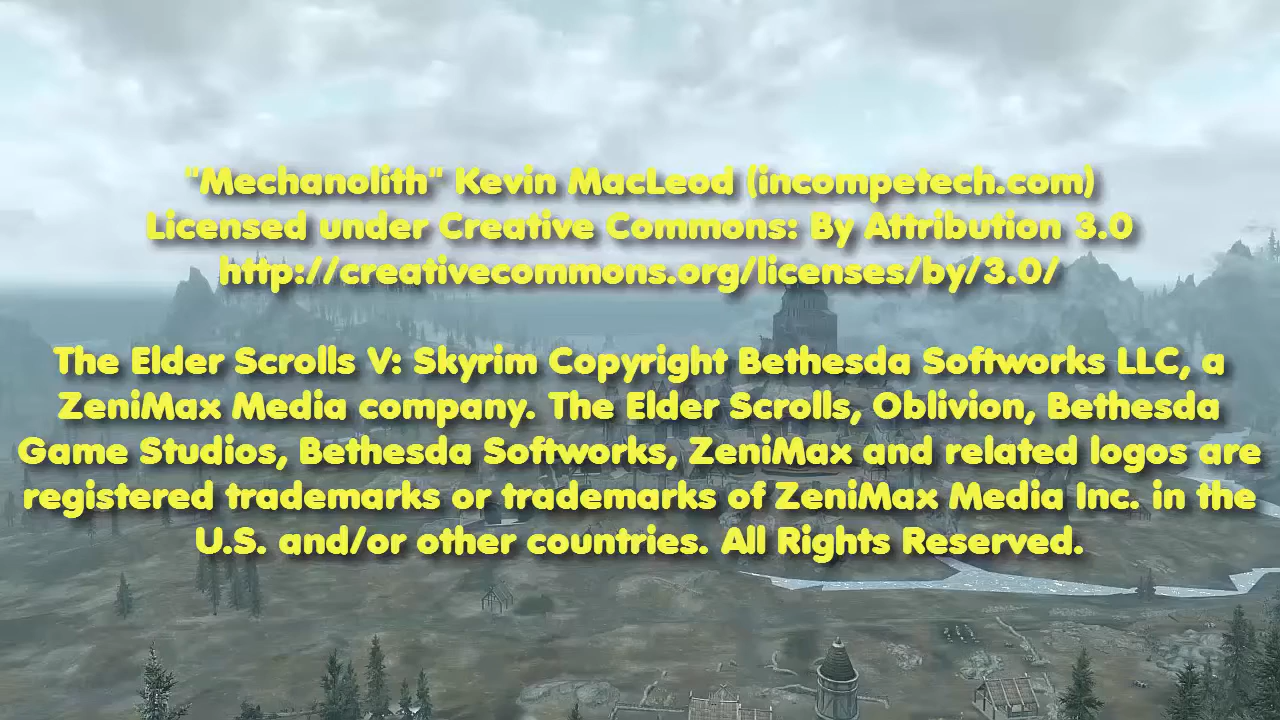 "Mechanolith" Kevin MacLeod (incompetech.com)
Licensed under Creative Commons: By Attribution 3.0
http://creativecommons.org/licenses/by/3.0/
The Elder Scrolls V: Skyrim Copyright Bethesda Softworks LLC, a
ZeniMax Media company. The Elder Scrolls, Oblivion, Bethesda
Game Studios, Bethesda Softworks, ZeniMax and related logos are
registered trademarks or trademarks of ZeniMax Media Inc. in the
U.S. and/or other countries. All Rights Reserved.